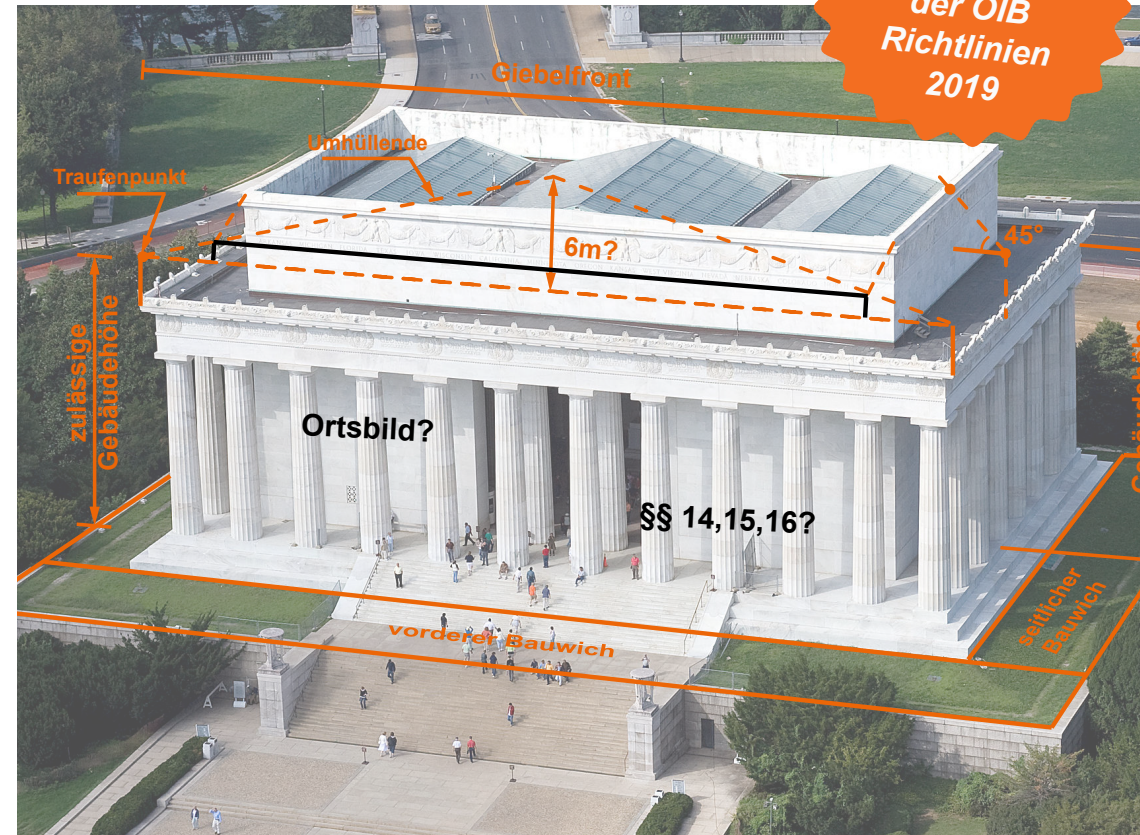 der OIB
Richtlinien
2019
Giebelfront
Umhüllende
Traufenpunkt
45°
6m?
zulässige
Gebäudehöhe
Ortsbild?
§§ 14,15,16?
vorderer Bauwich
seitlicher
Bauwich